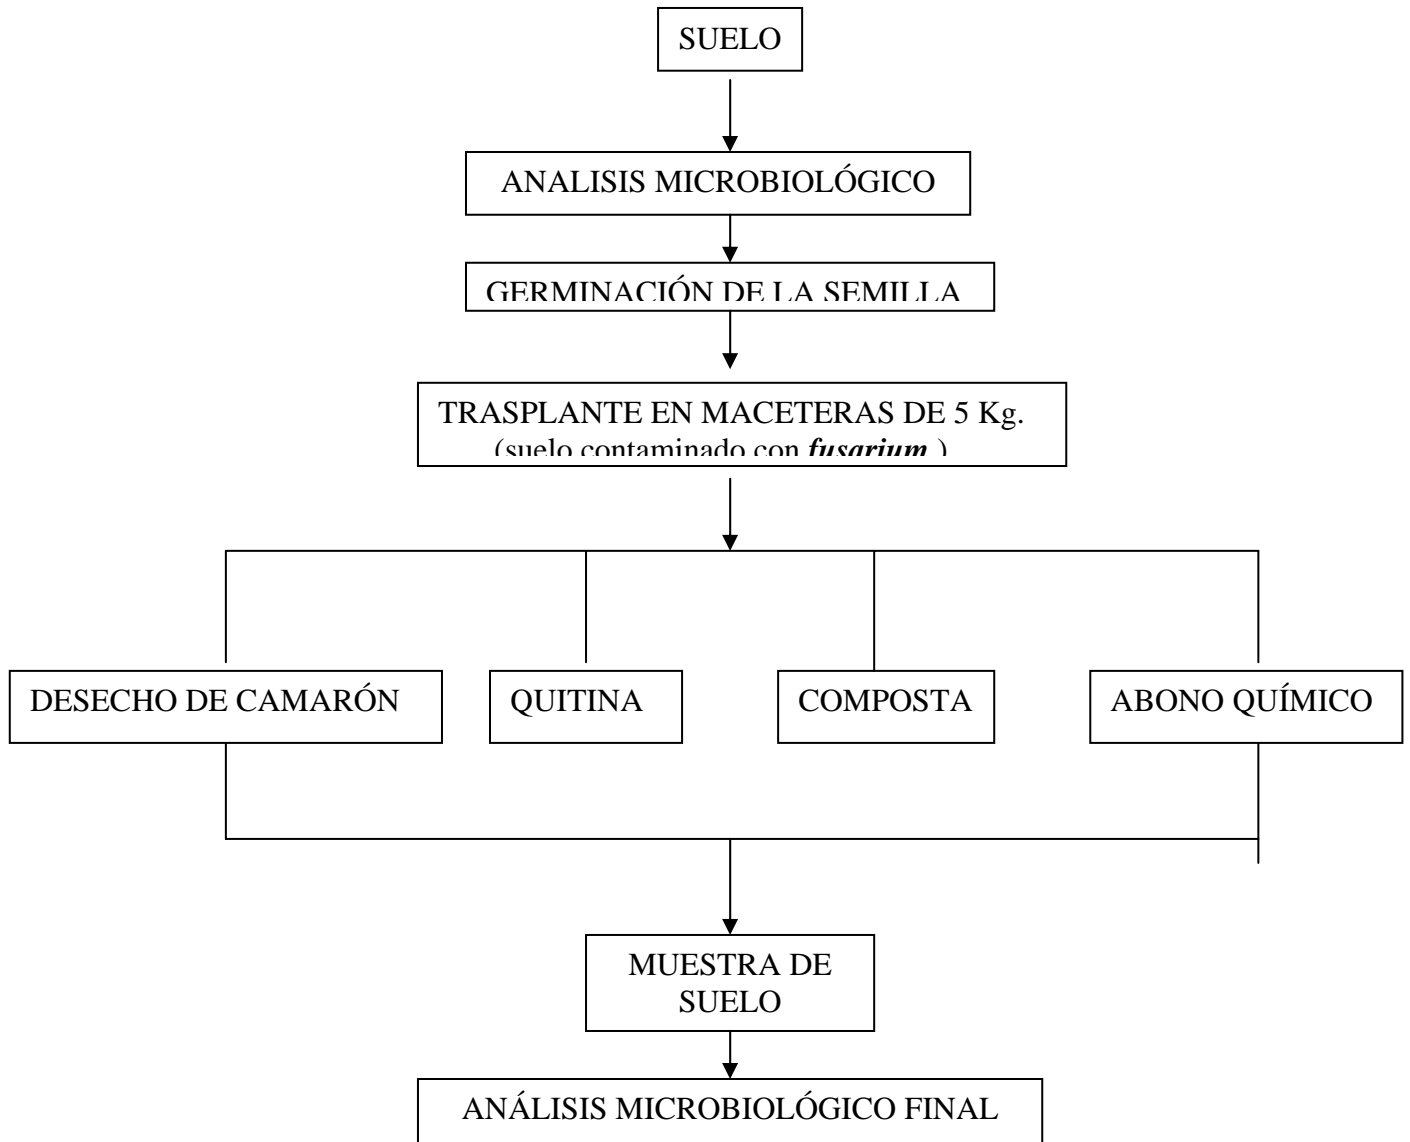 SUELO
ANALISIS MICROBIOLÓGICO
GERMINACIÓN DE LA SEMILLA
TRASPLANTE EN MACETERAS DE 5 Kg.
(suelo contaminado con fusarium )
DESECHO DE CAMARÓN
QUITINA
COMPOSTA
ABONO QUÍMICO
MUESTRA DE
SUELO
ANÁLISIS MICROBIOLÓGICO FINAL